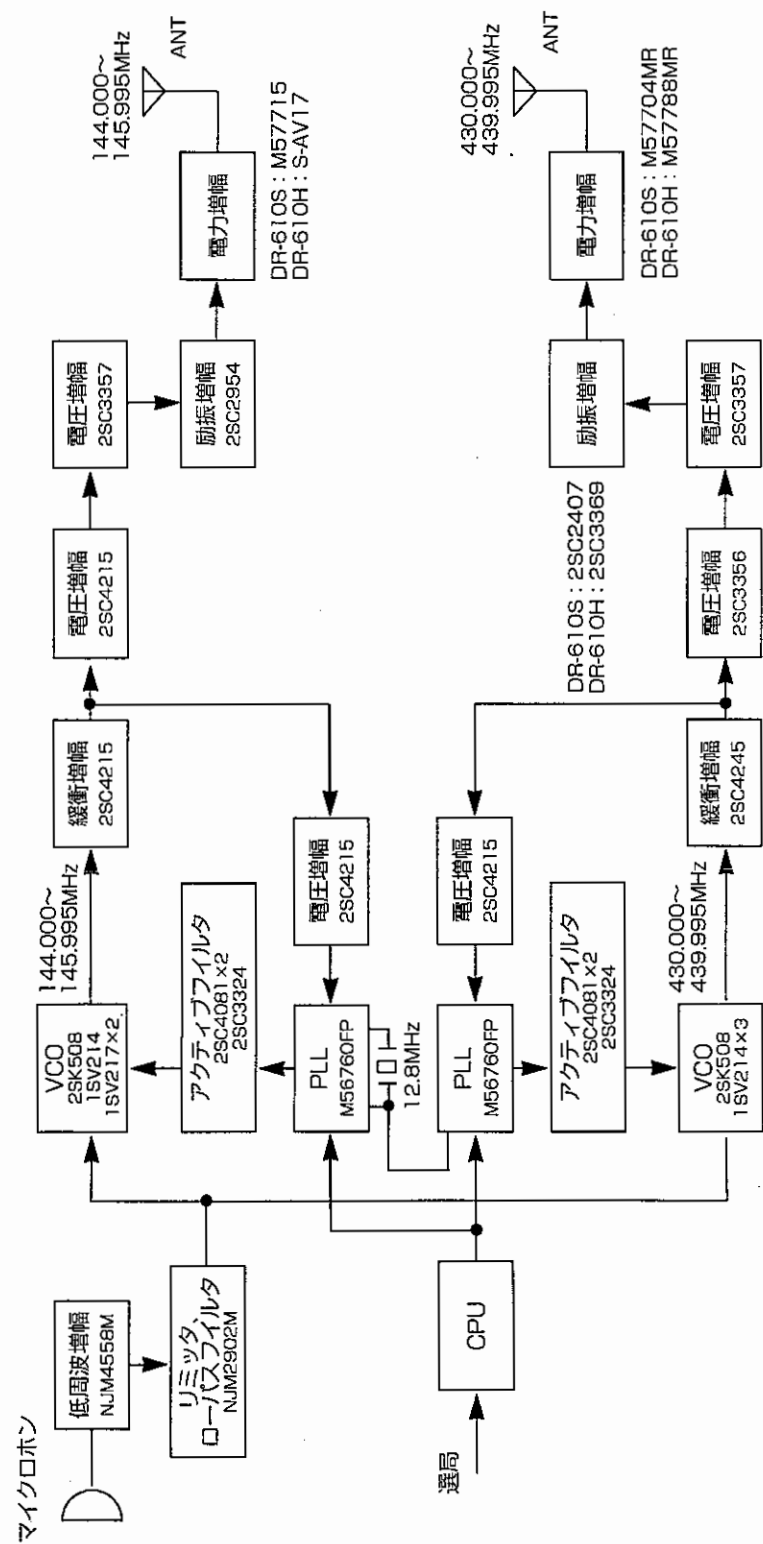 マイクロホン
低周波増幅
NJM4558M
リミッタ、
ローパスフィルタ
NJM2902M
選局
CPU
VCO
2SK508
1SV214
1SV217×2
144.000～
145.995MHz
アクティブフィルタ
2SC4081×2
2SC3324
PLL
M56760FP
12.8MHz
電圧増幅
2SC4215
緩衝増幅
2SC4215
電圧増幅
2SC4215
電圧増幅
2SC3357
励振増幅
2SC2954
電力増幅
DR-610S：M57715
DR-610H：S-AV17
144.000～
145.995MHz
ANT
PLL
M56760FP
電圧増幅
2SC4215
アクティブフィルタ
2SC4081×2
2SC3324
VCO
2SK508
1SV214×3
430.000～
439.995MHz
緩衝増幅
2SC4245
電圧増幅
2SC3356
電圧増幅
2SC3357
励振増幅
DR-610S：2SC2407
DR-610H：2SC3369
電力増幅
DR-610S：M57704MR
DR-610H：M57788MR
430.000～
439.995MHz
ANT